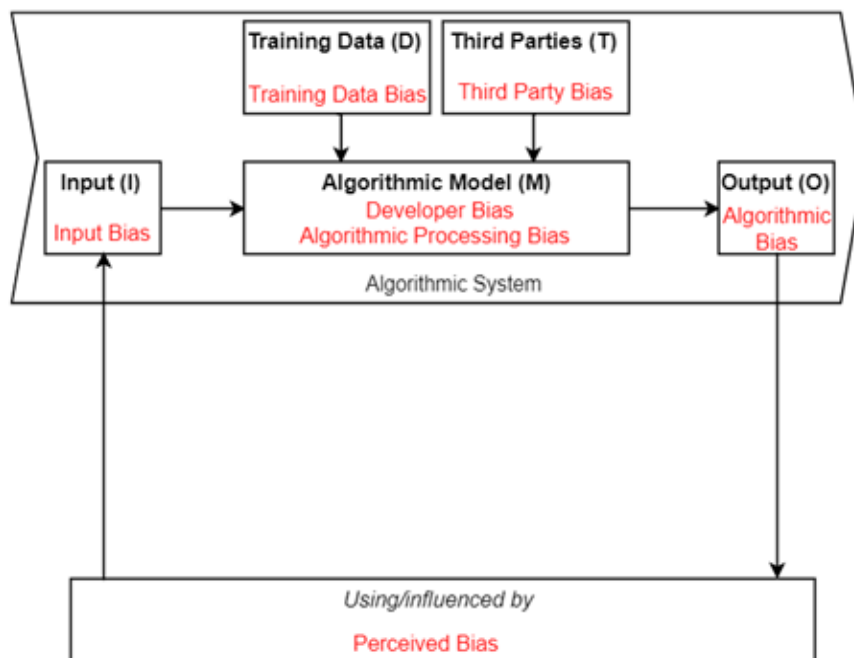 Training Data (D)
Training Data Bias
Third Parties (T)
Third Party Bias
Input (I)
Input Bias
Algorithmic Model (M)
Developer Bias
Algorithmic Processing Bias
Output (O)
Algorithmic
Bias
Algorithmic System
Using/influenced by
Perceived Bias